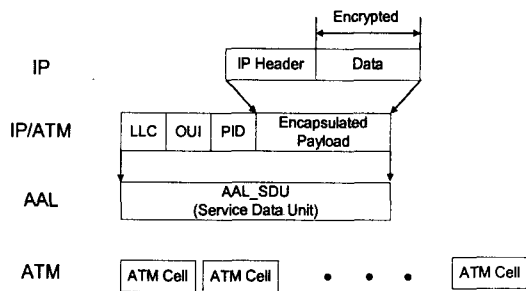 Encrypted
IP
IP Header
Data
IP/ATM
LLC
OUI
PID
Encapsulated
Payload
AAL
AAL_SDU
(Service Data Unit)
ATM
ATM Cell
ATM Cell
• • •
ATM Cell